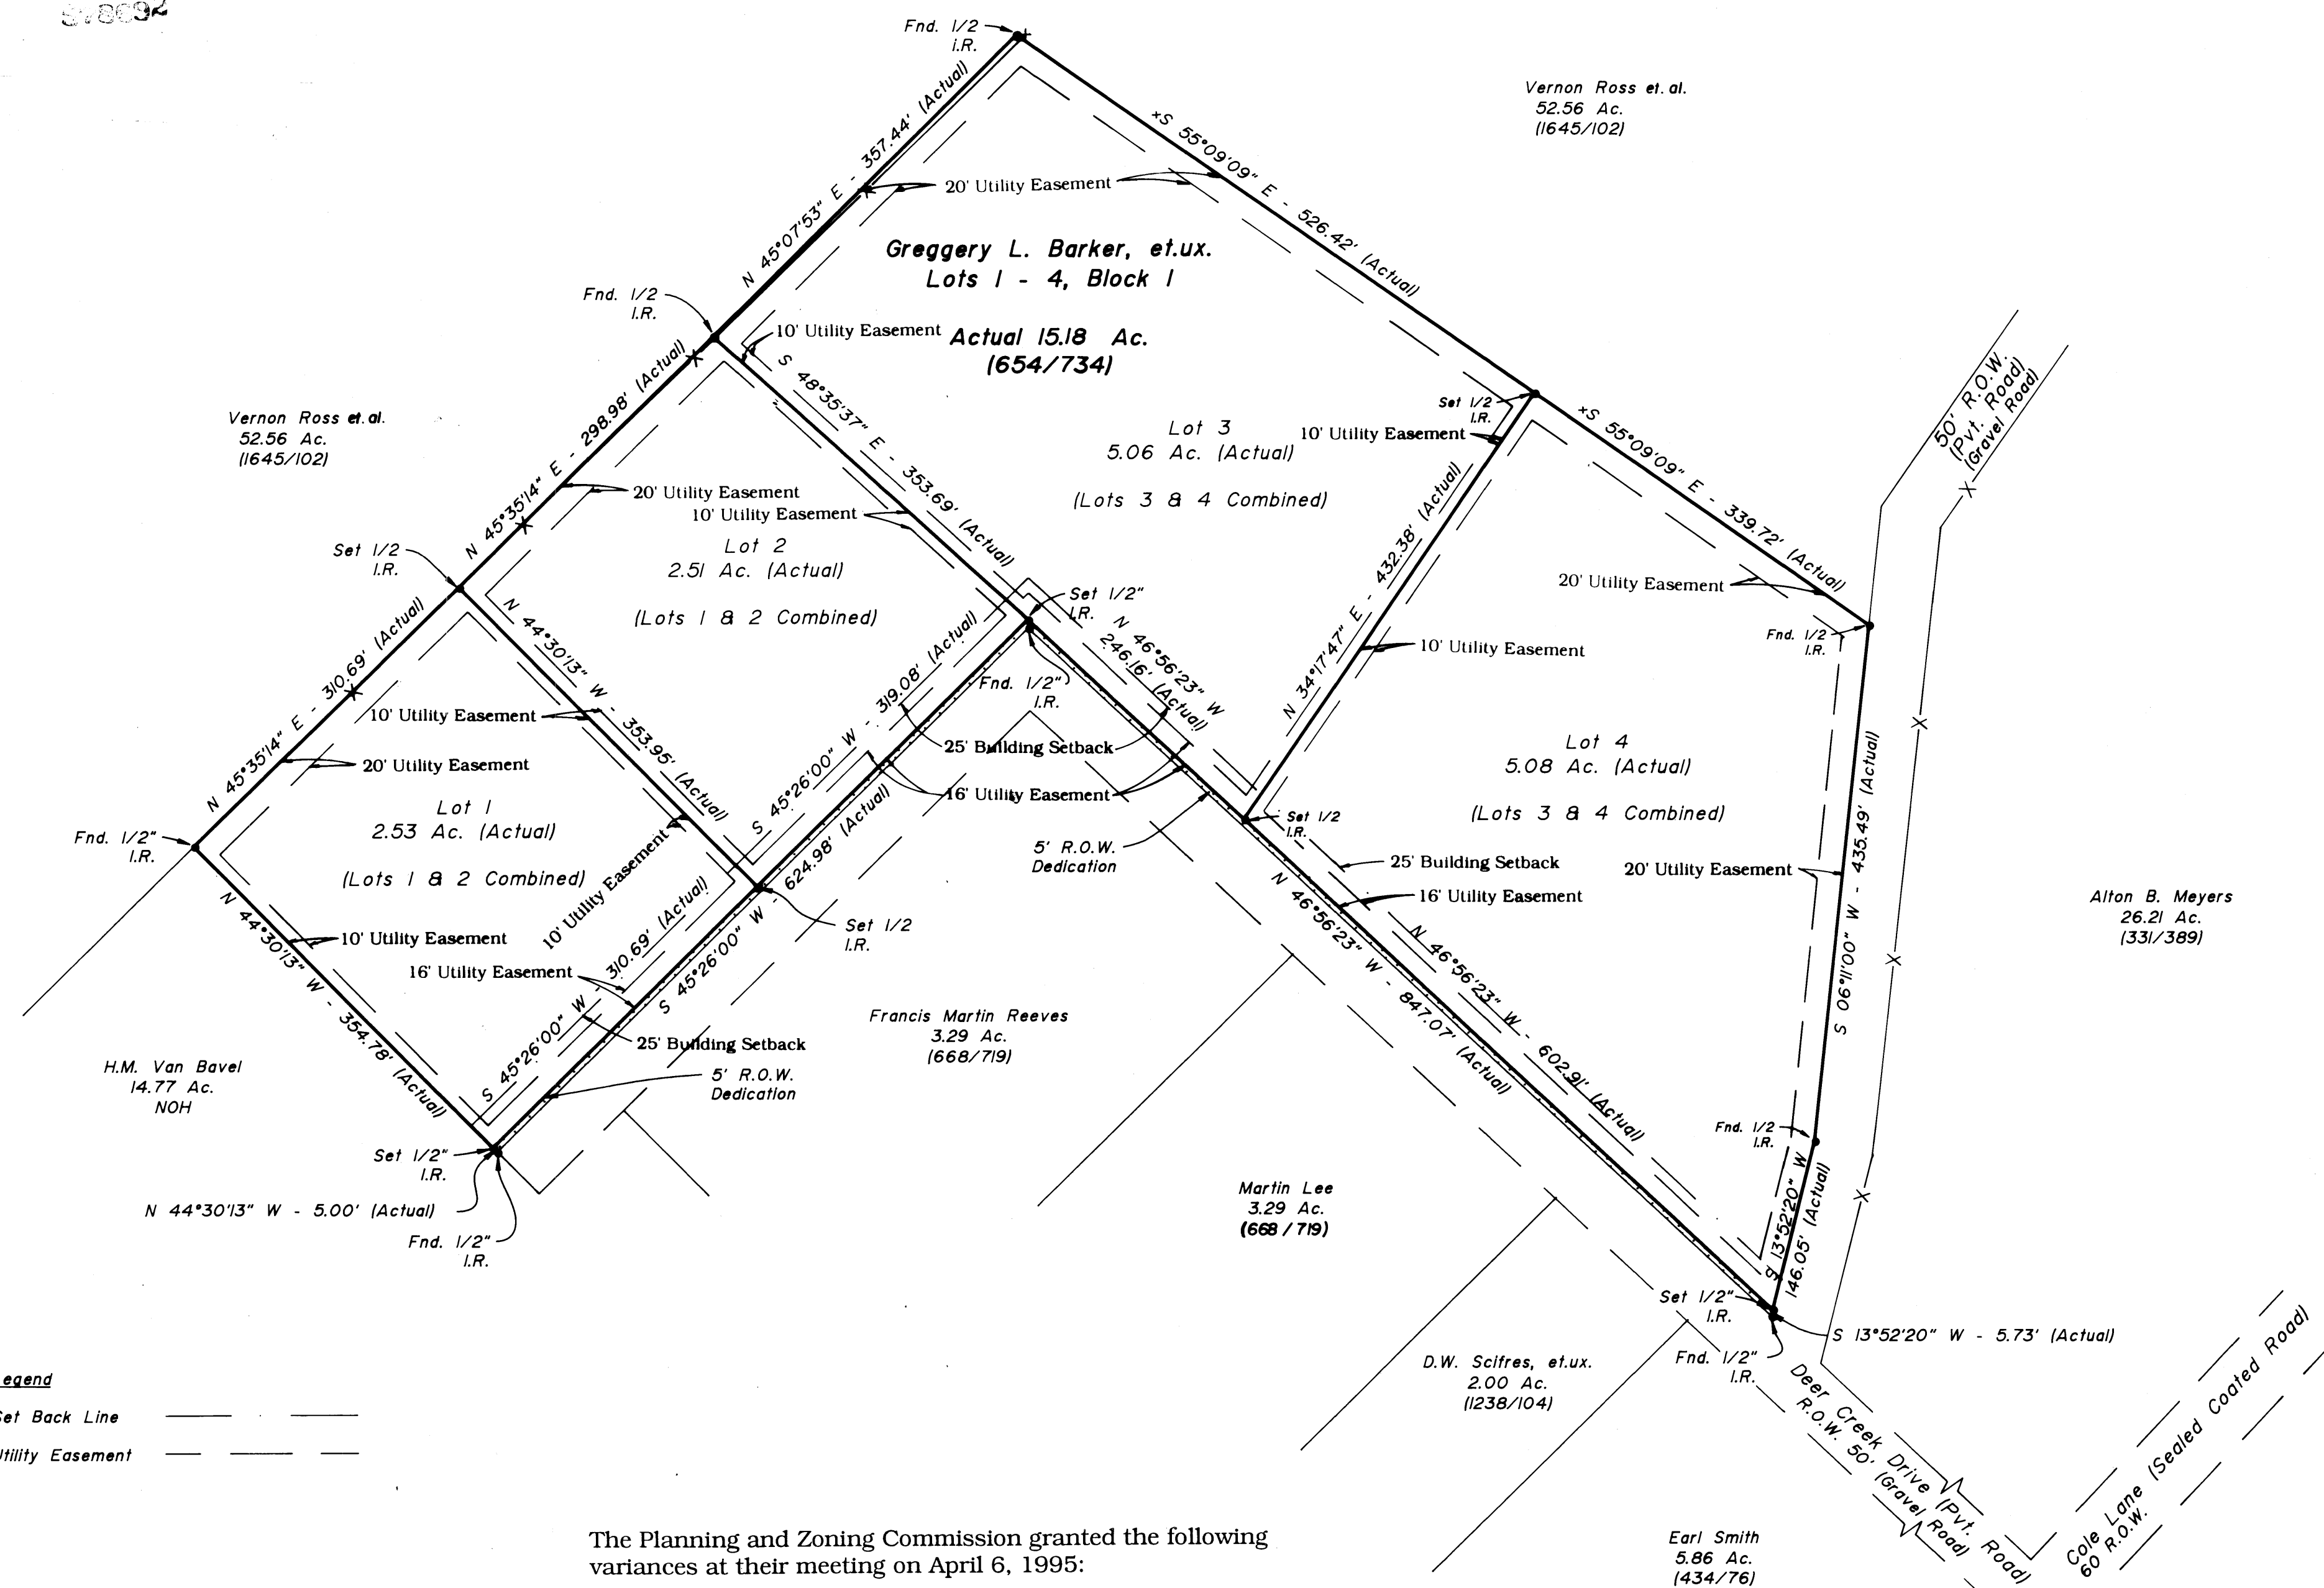 Fnd. 1/2
I.R.
Vernon Ross et.al.
52.56 Ac.
(1645/102)
N 45°07'53" E - 357.44' (Actual)
+S 55°09'09" E - 526.42' (Actual)
20' Utility Easement
Greggery L. Barker, et.ux.
Lots 1 - 4, Block 1
Actual 15.18 Ac.
(654/734)
Fnd. 1/2
I.R.
10' Utility Easement
S 48°35'37" E - 353.69' (Actual)
50' R.O.W.
(Pvt. Road)
(Gravel Road)
Vernon Ross et.al.
52.56 Ac.
(1645/102)
N 45°35'14" E - 298.98' (Actual)
Set 1/2
I.R.
10' Utility Easement
+S 55°09'09" E - 339.72' (Actual)
Lot 3
5.06 Ac. (Actual)
(Lots 3 & 4 Combined)
20' Utility Easement
10' Utility Easement
Lot 2
2.51 Ac. (Actual)
(Lots 1 & 2 Combined)
Set 1/2
I.R.
N 44°30'13" W - 353.95' (Actual)
Set 1/2"
I.R.
N 46°56'23" W
246.16' (Actual)
N 34°17'47" E - 432.38' (Actual)
20' Utility Easement
Fnd. 1/2
I.R.
10' Utility Easement
Fnd. 1/2"
I.R.
S 45°26'00" W - 319.08' (Actual)
N 45°35'14" E - 310.69' (Actual)
10' Utility Easement
20' Utility Easement
25' Building Setback
16' Utility Easement
Lot 4
5.08 Ac. (Actual)
(Lots 3 & 4 Combined)
Lot 1
2.53 Ac. (Actual)
(Lots 1 & 2 Combined)
Fnd. 1/2"
I.R.
Set 1/2
I.R.
5' R.O.W.
Dedication
25' Building Setback
16' Utility Easement
20' Utility Easement
S 06°11'00" W - 435.49' (Actual)
Alton B. Meyers
26.21 Ac.
(331/389)
S 45°26'00" W - 624.98' (Actual)
10' Utility Easement
Set 1/2
I.R.
N 44°30'13" W - 354.78' (Actual)
10' Utility Easement
16' Utility Easement
S 45°26'00" W - 310.69' (Actual)
N 46°56'23" W - 847.07' (Actual)
N 46°56'23" W - 602.91' (Actual)
Francis Martin Reeves
3.29 Ac.
(668/719)
25' Building Setback
5' R.O.W.
Dedication
H.M. Van Bavel
14.77 Ac.
NOH
Fnd. 1/2
I.R.
S 13°52'20" W
146.05' (Actual)
Set 1/2"
I.R.
N 44°30'13" W - 5.00' (Actual)
Fnd. 1/2"
I.R.
Martin Lee
3.29 Ac.
(668/719)
Set 1/2"
I.R.
S 13°52'20" W - 5.73' (Actual)
Fnd. 1/2"
I.R.
D.W. Scifres, et.ux.
2.00 Ac.
(1238/104)
Deer Creek Drive (Pvt. Road)
R.O.W. 50' (Gravel Road)
Cole Lane (Sealed Coated Road)
60 R.O.W.
egend
Set Back Line
Utility Easement
Earl Smith
5.86 Ac.
(434/76)
The Planning and Zoning Commission granted the following
variances at their meeting on April 6, 1995: